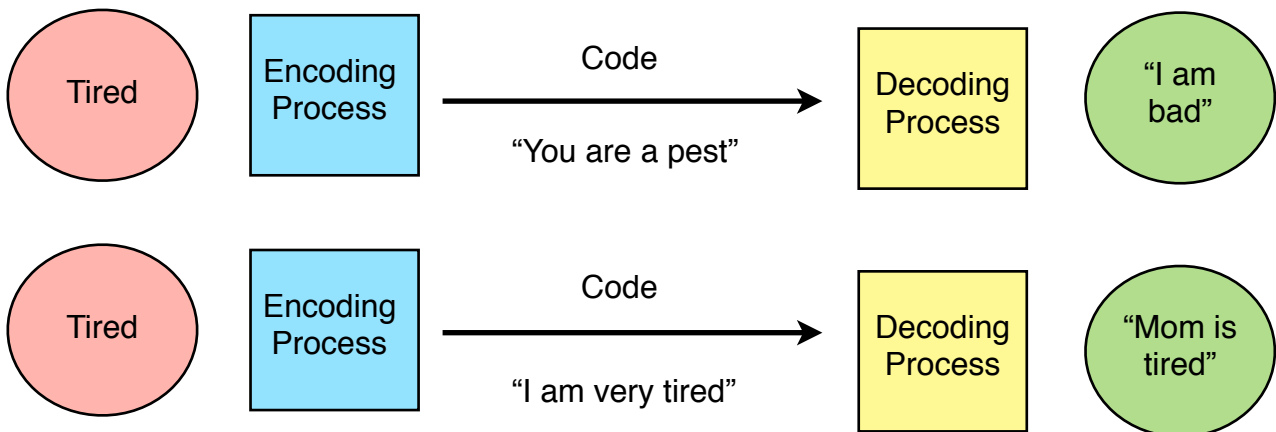 Tired
Encoding
Process
Code
“You are a pest”
Decoding
Process
“I am
bad”
Tired
Encoding
Process
Code
“I am very tired”
Decoding
Process
“Mom is
tired”